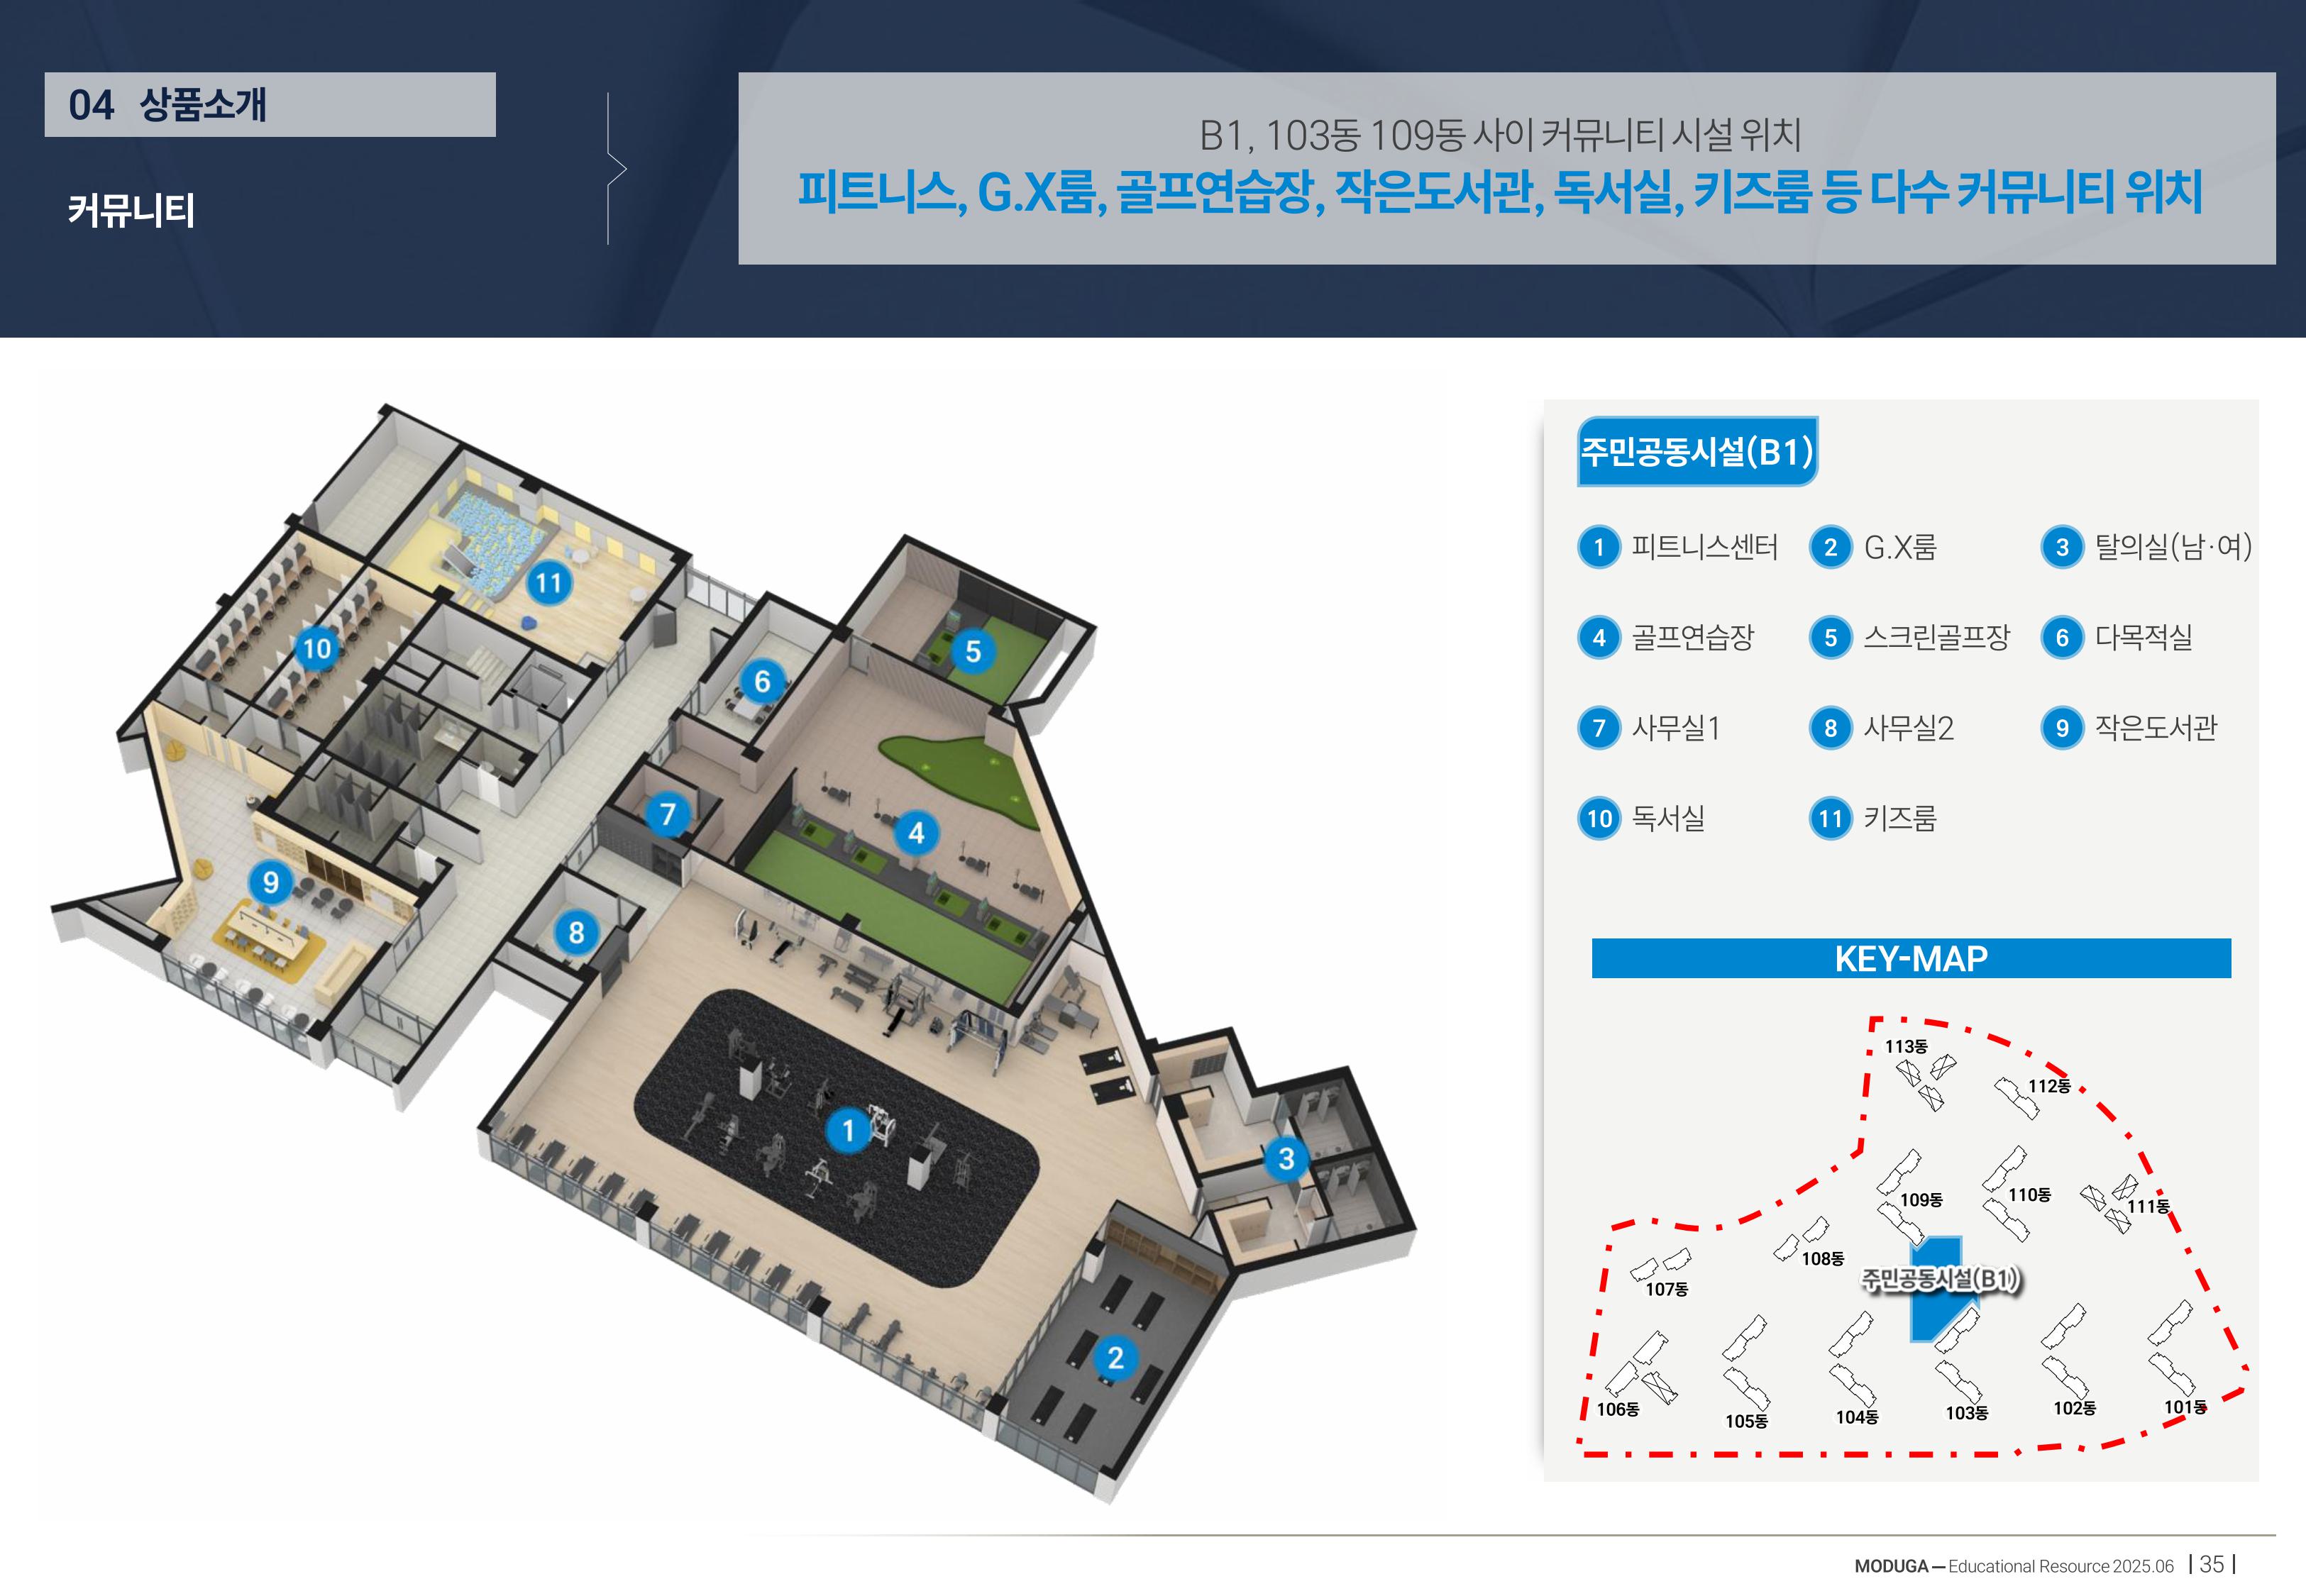 04 상품소개
커뮤니티
B1, 103동 109동 사이 커뮤니티 시설 위치
피트니스, G.X룸, 골프연습장, 작은도서관, 독서실, 키즈룸 등 다수 커뮤니티 위치
11
10
5
6
7
4
9
8
1
3
2
주민공동시설(B1)
1 피트니스센터 2 G.X룸 3 탈의실(남·여)
4 골프연습장 5 스크린골프장 6 다목적실
7 사무실1 8 사무실2 9 작은도서관
10 독서실 11 키즈룸
KEY-MAP
113동
112동
109동 110동 111동
108동
107동
주민공동시설(B1)
106동 105동 104동 103동 102동 101동
MODUGA — Educational Resource 2025.06 | 35 |